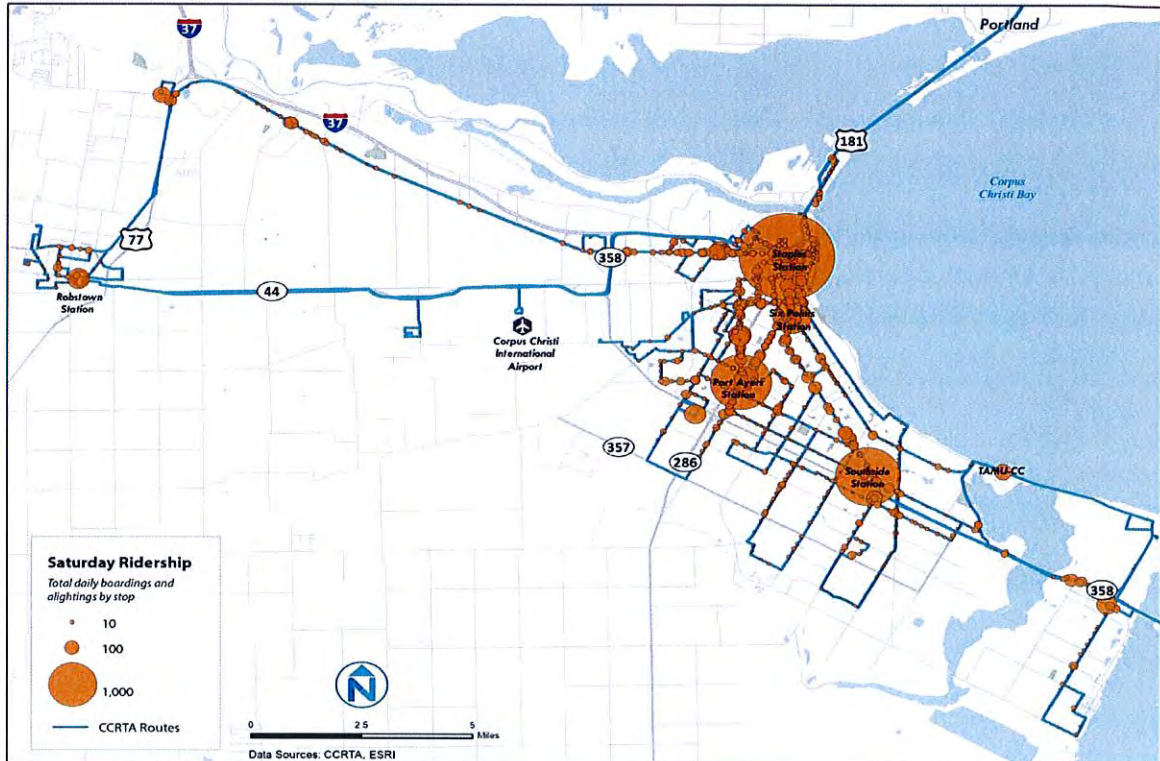 Portland
37
37
181
Corpus
Christi Bay
77
358
Staples
Station
Robstown
Station
44
Six Points
Station
Corpus Christi
International
Airport
Port Ayers
Station
357
286
Southside
Station
TAMU-CC
358
Saturday Ridership
Total daily boardings and
alightings by stop
10
100
1,000
CCRTA Routes
N
0 2.5 5
Miles
Data Sources: CCRTA, ESRI